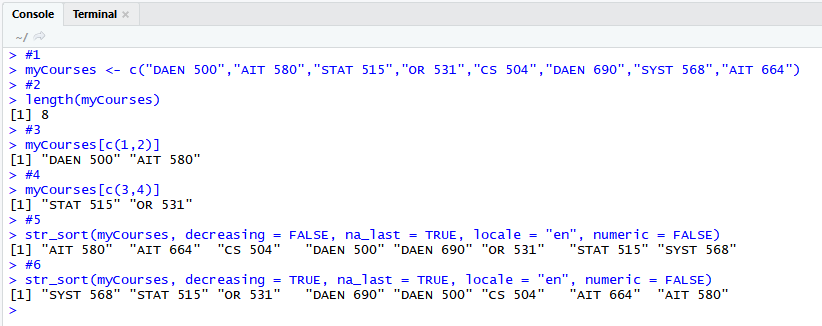 Console Terminal ×
~/
> #1
> myCourses <- c("DAEN 500","AIT 580","STAT 515","OR 531","CS 504","DAEN 690","SYST 568","AIT 664")
> #2
> length(myCourses)
[1] 8
> #3
> myCourses[c(1,2)]
[1] "DAEN 500" "AIT 580"
> #4
> myCourses[c(3,4)]
[1] "STAT 515" "OR 531"
> #5
> str_sort(myCourses, decreasing = FALSE, na_last = TRUE, locale = "en", numeric = FALSE)
[1] "AIT 580"  "AIT 664"  "CS 504"   "DAEN 500" "DAEN 690" "OR 531"   "STAT 515" "SYST 568"
> #6
> str_sort(myCourses, decreasing = TRUE, na_last = TRUE, locale = "en", numeric = FALSE)
[1] "SYST 568" "STAT 515" "OR 531"   "DAEN 690" "DAEN 500" "CS 504"   "AIT 664"  "AIT 580"
>